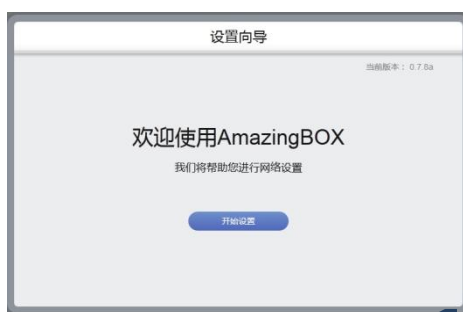 设置向导
当前版本： 0.7.8a
欢迎使用AmazingBOX
我们将帮助您进行网络设置
开始设置